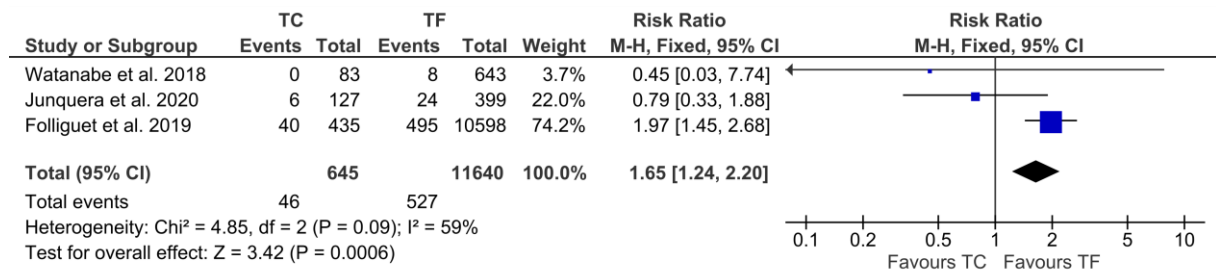 TC TF Risk Ratio Risk Ratio
Study or Subgroup Events Total Events Total Weight M-H, Fixed, 95% CI M-H, Fixed, 95% CI
Watanabe et al. 2018 0 83 8 643 3.7% 0.45 [0.03, 7.74]
Junquera et al. 2020 6 127 24 399 22.0% 0.79 [0.33, 1.88]
Folliguet et al. 2019 40 435 495 10598 74.2% 1.97 [1.45, 2.68]
Total (95% CI) 645 11640 100.0% 1.65 [1.24, 2.20]
Total events 46 527
Heterogeneity: Chi² = 4.85, df = 2 (P = 0.09); I² = 59%
Test for overall effect: Z = 3.42 (P = 0.0006)
0.1 0.2 0.5 1 2 5 10
Favours TC Favours TF